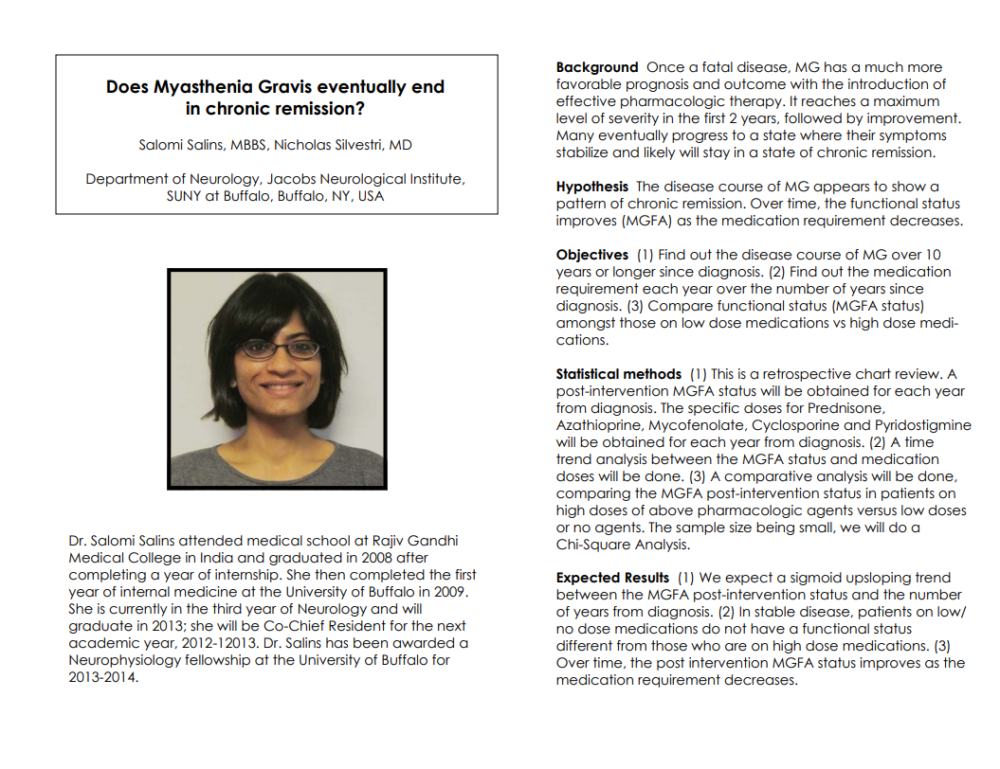 Does Myasthenia Gravis eventually end
in chronic remission?
Salomi Salins, MBBS, Nicholas Silvestri, MD
Department of Neurology, Jacobs Neurological Institute,
SUNY at Buffalo, Buffalo, NY, USA
Dr. Salomi Salins attended medical school at Rajiv Gandhi
Medical College in India and graduated in 2008 after
completing a year of internship. She then completed the first
year of internal medicine at the University of Buffalo in 2009.
She is currently in the third year of Neurology and will
graduate in 2013; she will be Co-Chief Resident for the next
academic year, 2012-12013. Dr. Salins has been awarded a
Neurophysiology fellowship at the University of Buffalo for
2013-2014.
Background Once a fatal disease, MG has a much more
favorable prognosis and outcome with the introduction of
effective pharmacologic therapy. It reaches a maximum
level of severity in the first 2 years, followed by improvement.
Many eventually progress to a state where their symptoms
stabilize and likely will stay in a state of chronic remission.
Hypothesis The disease course of MG appears to show a
pattern of chronic remission. Over time, the functional status
improves (MGFA) as the medication requirement decreases.
Objectives (1) Find out the disease course of MG over 10
years or longer since diagnosis. (2) Find out the medication
requirement each year over the number of years since
diagnosis. (3) Compare functional status (MGFA status)
amongst those on low dose medications vs high dose medi-
cations.
Statistical methods (1) This is a retrospective chart review. A
post-intervention MGFA status will be obtained for each year
from diagnosis. The specific doses for Prednisone,
Azathioprine, Mycofenolate, Cyclosporine and Pyridostigmine
will be obtained for each year from diagnosis. (2) A time
trend analysis between the MGFA status and medication
doses will be done. (3) A comparative analysis will be done,
comparing the MGFA post-intervention status in patients on
high doses of above pharmacologic agents versus low doses
or no agents. The sample size being small, we will do a
Chi-Square Analysis.
Expected Results (1) We expect a sigmoid upsloping trend
between the MGFA post-intervention status and the number
of years from diagnosis. (2) In stable disease, patients on low/
no dose medications do not have a functional status
different from those who are on high dose medications. (3)
Over time, the post intervention MGFA status improves as the
medication requirement decreases.